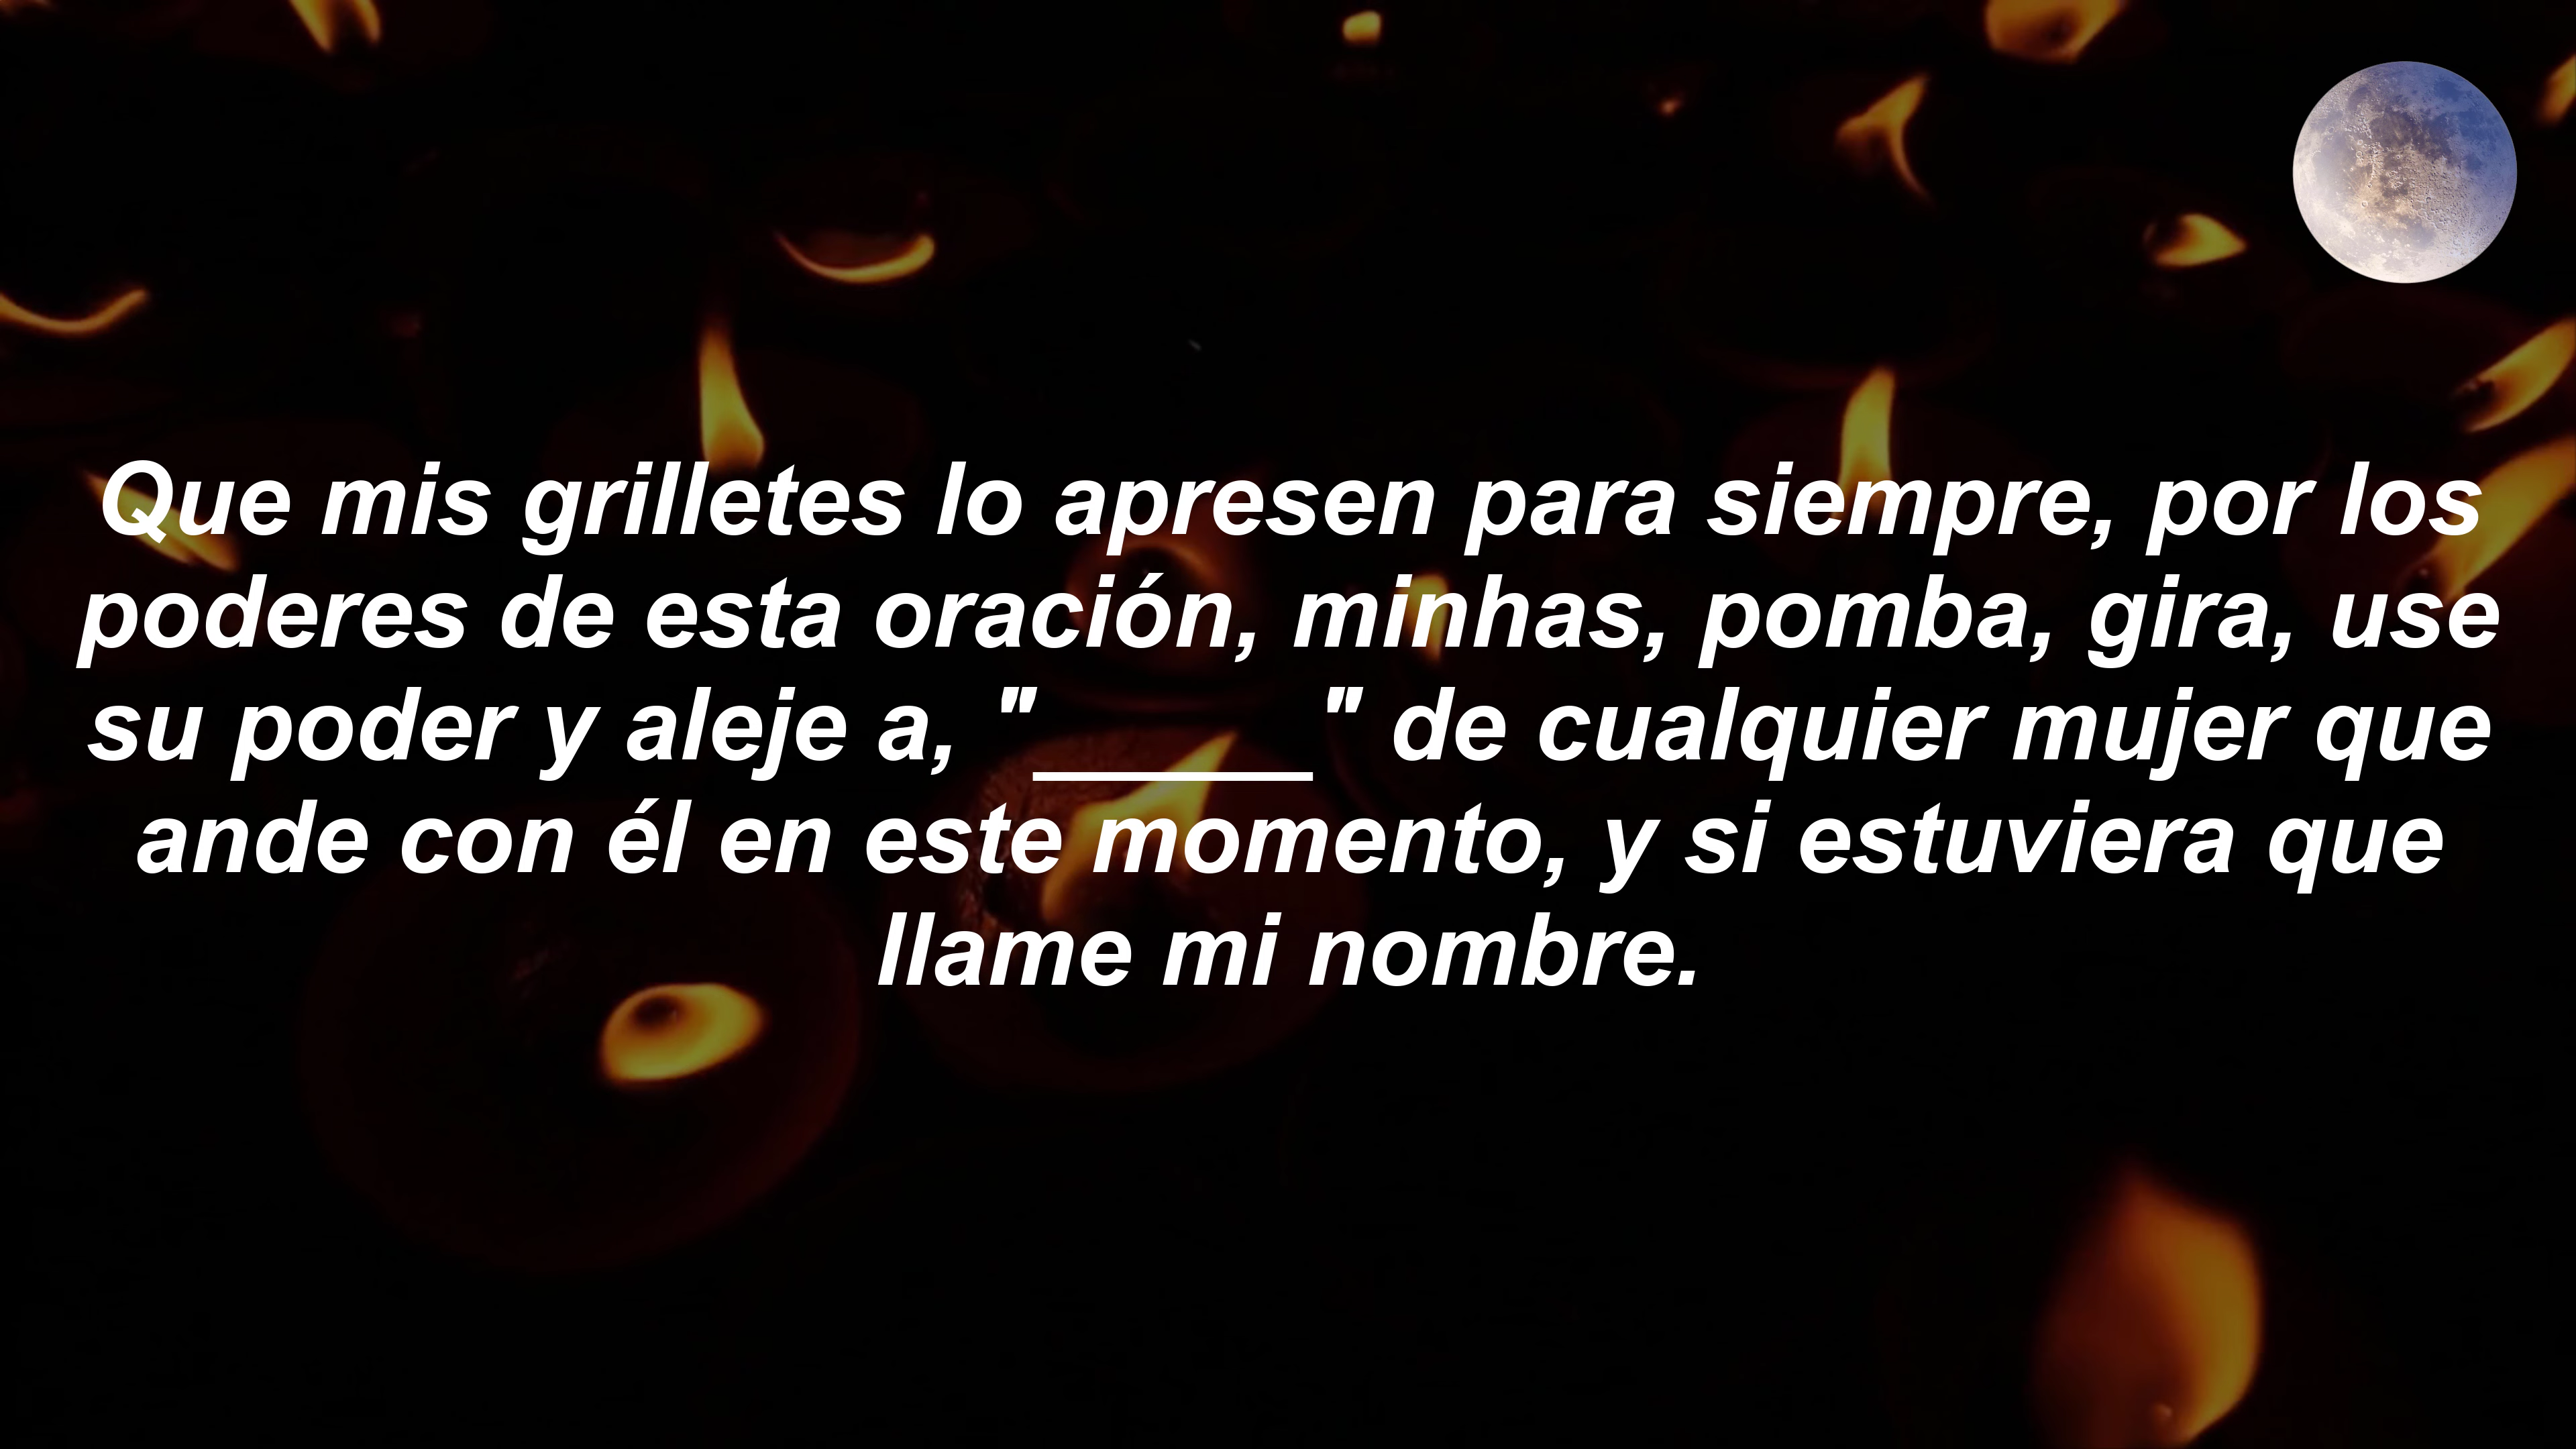 Que mis grilletes lo apresen para siempre, por los
poderes de esta oración, minhas, pomba, gira, use
su poder y aleje a, "______" de cualquier mujer que
ande con él en este momento, y si estuviera que
llame mi nombre.